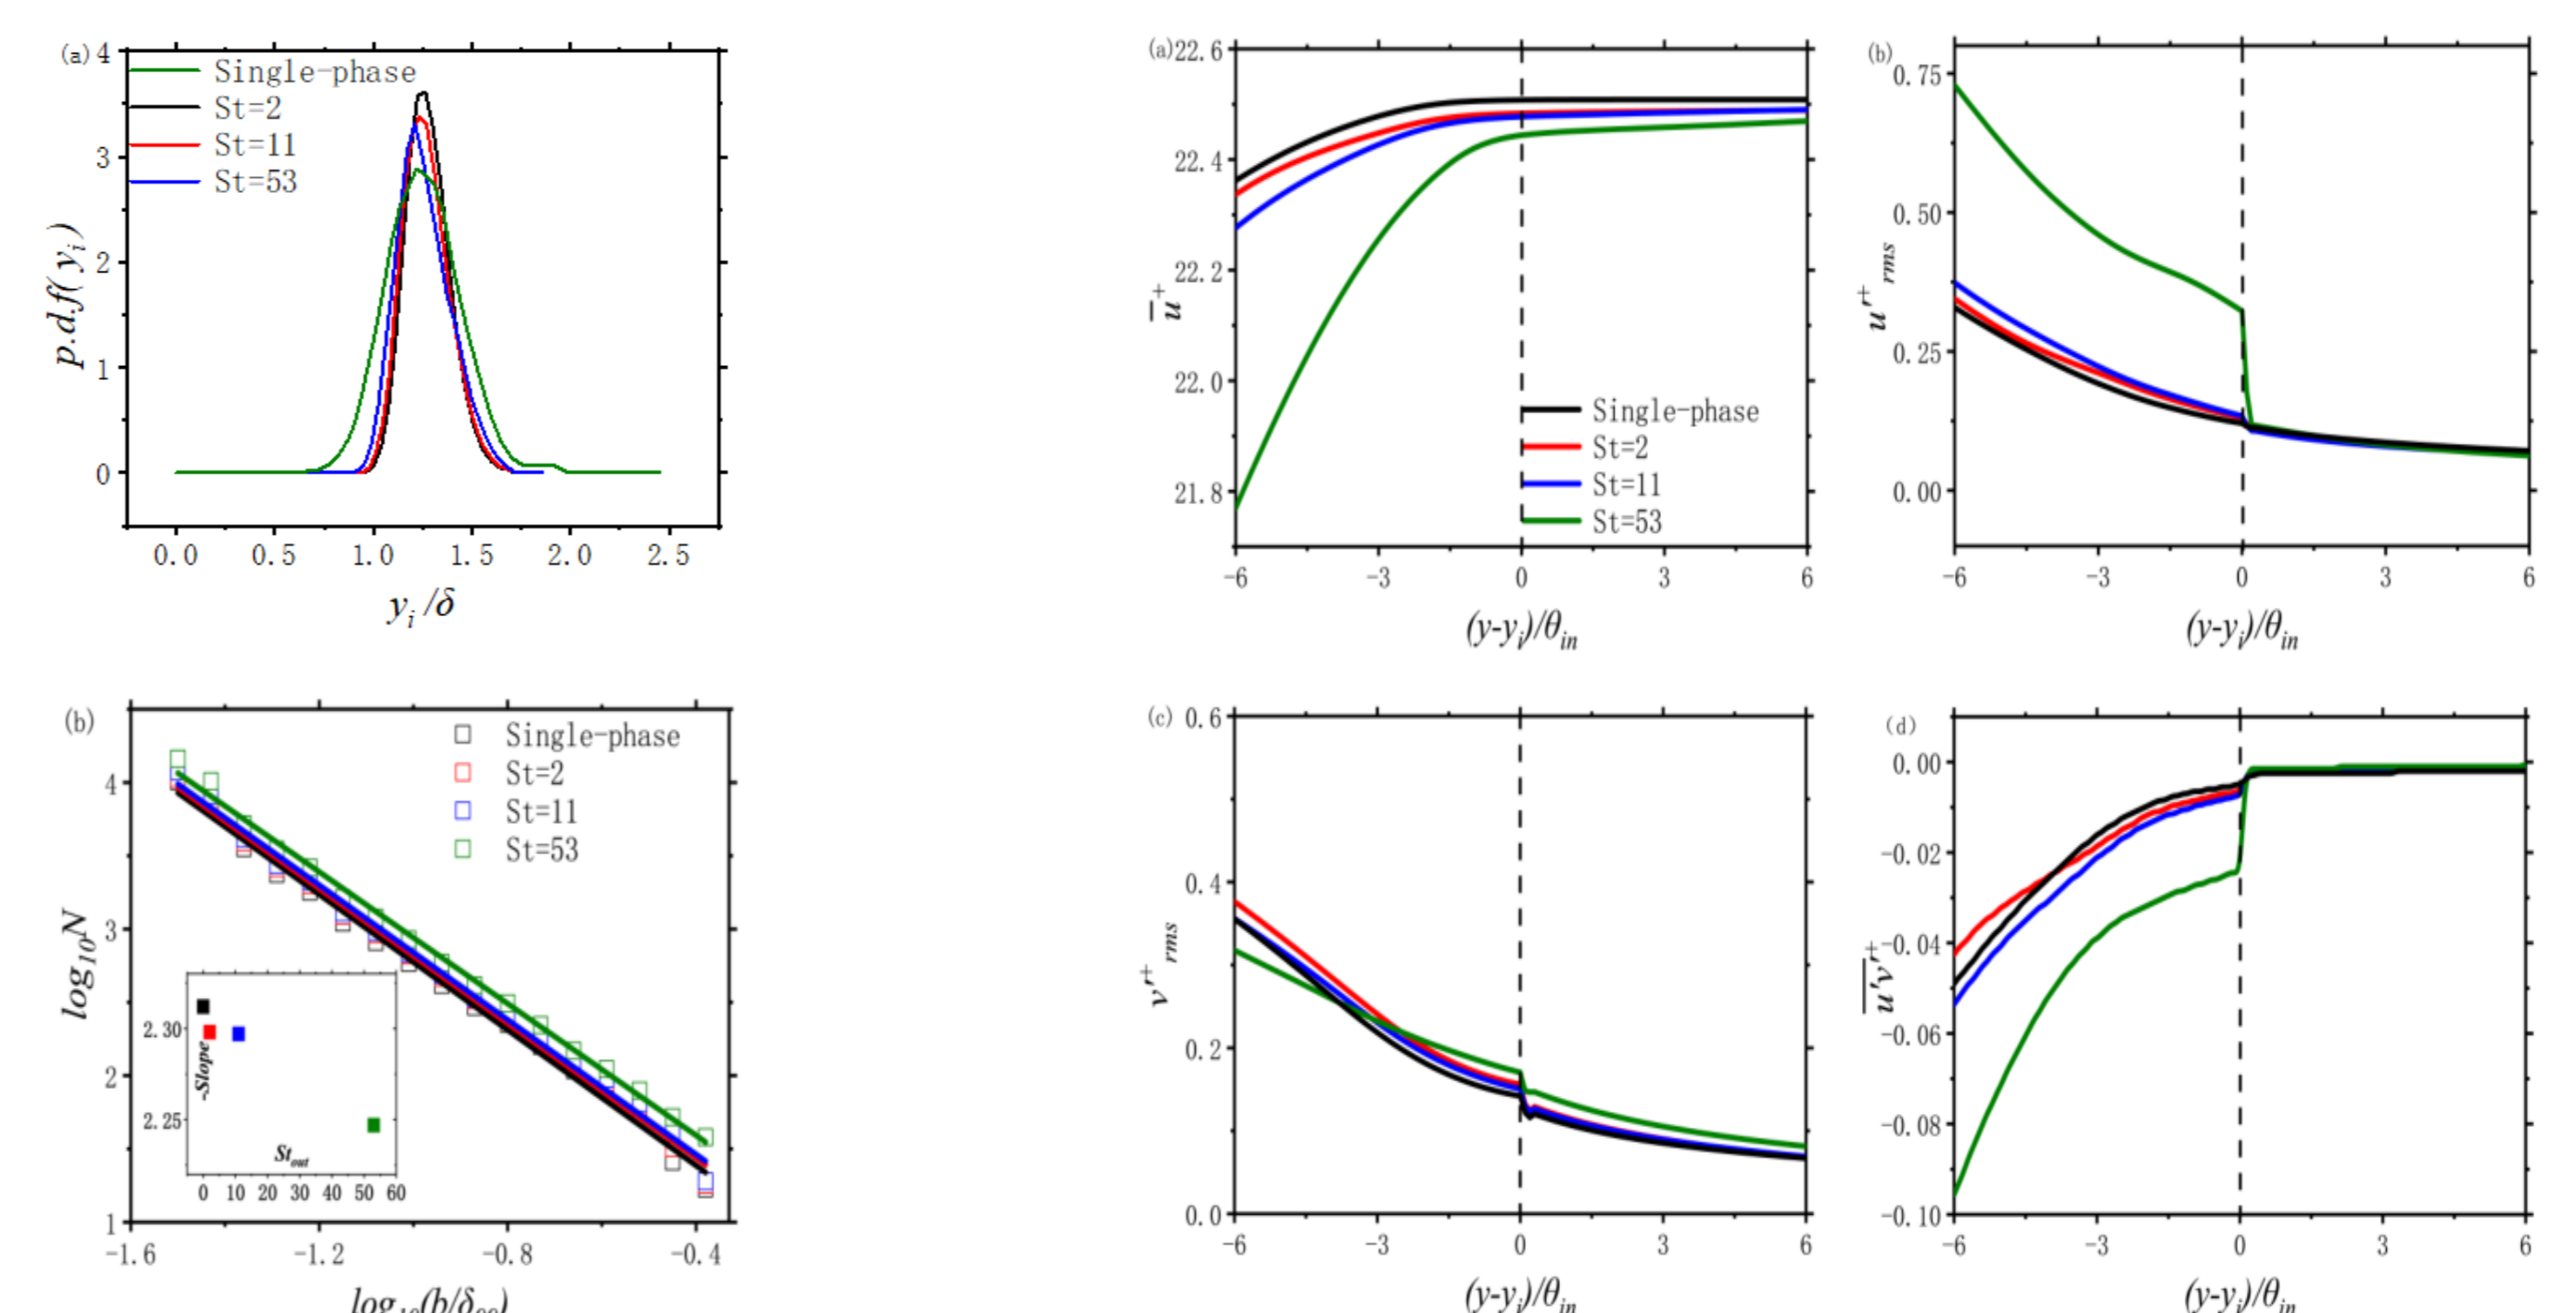 (a)
4
3
2
1
0
p.d.f(y_i)
Single-phase
St=2
St=11
St=53
0.0 0.5 1.0 1.5 2.0 2.5
y_i/δ
(b)
4
3
2
1
log_10N
Single-phase
St=2
St=11
St=53
2.30
2.25
-Slope
St_out
0 10 20 30 40 50 60
-1.6 -1.2 -0.8 -0.4
(a)
22.6
22.4
22.2
22.0
21.8
u̅^+
Single-phase
St=2
St=11
St=53
-6 -3 0 3 6
(y-y_i)/θ_in
(b)
0.75
0.50
0.25
0.00
u'^+_rms
-6 -3 0 3 6
(y-y_i)/θ_in
(c)
0.6
0.4
0.2
0.0
v'^+_rms
-6 -3 0 3 6
(y-y_i)/θ_in
(d)
0.00
-0.02
-0.04
-0.06
-0.08
-0.10
u'v'^+
-6 -3 0 3 6
(y-y_i)/θ_in